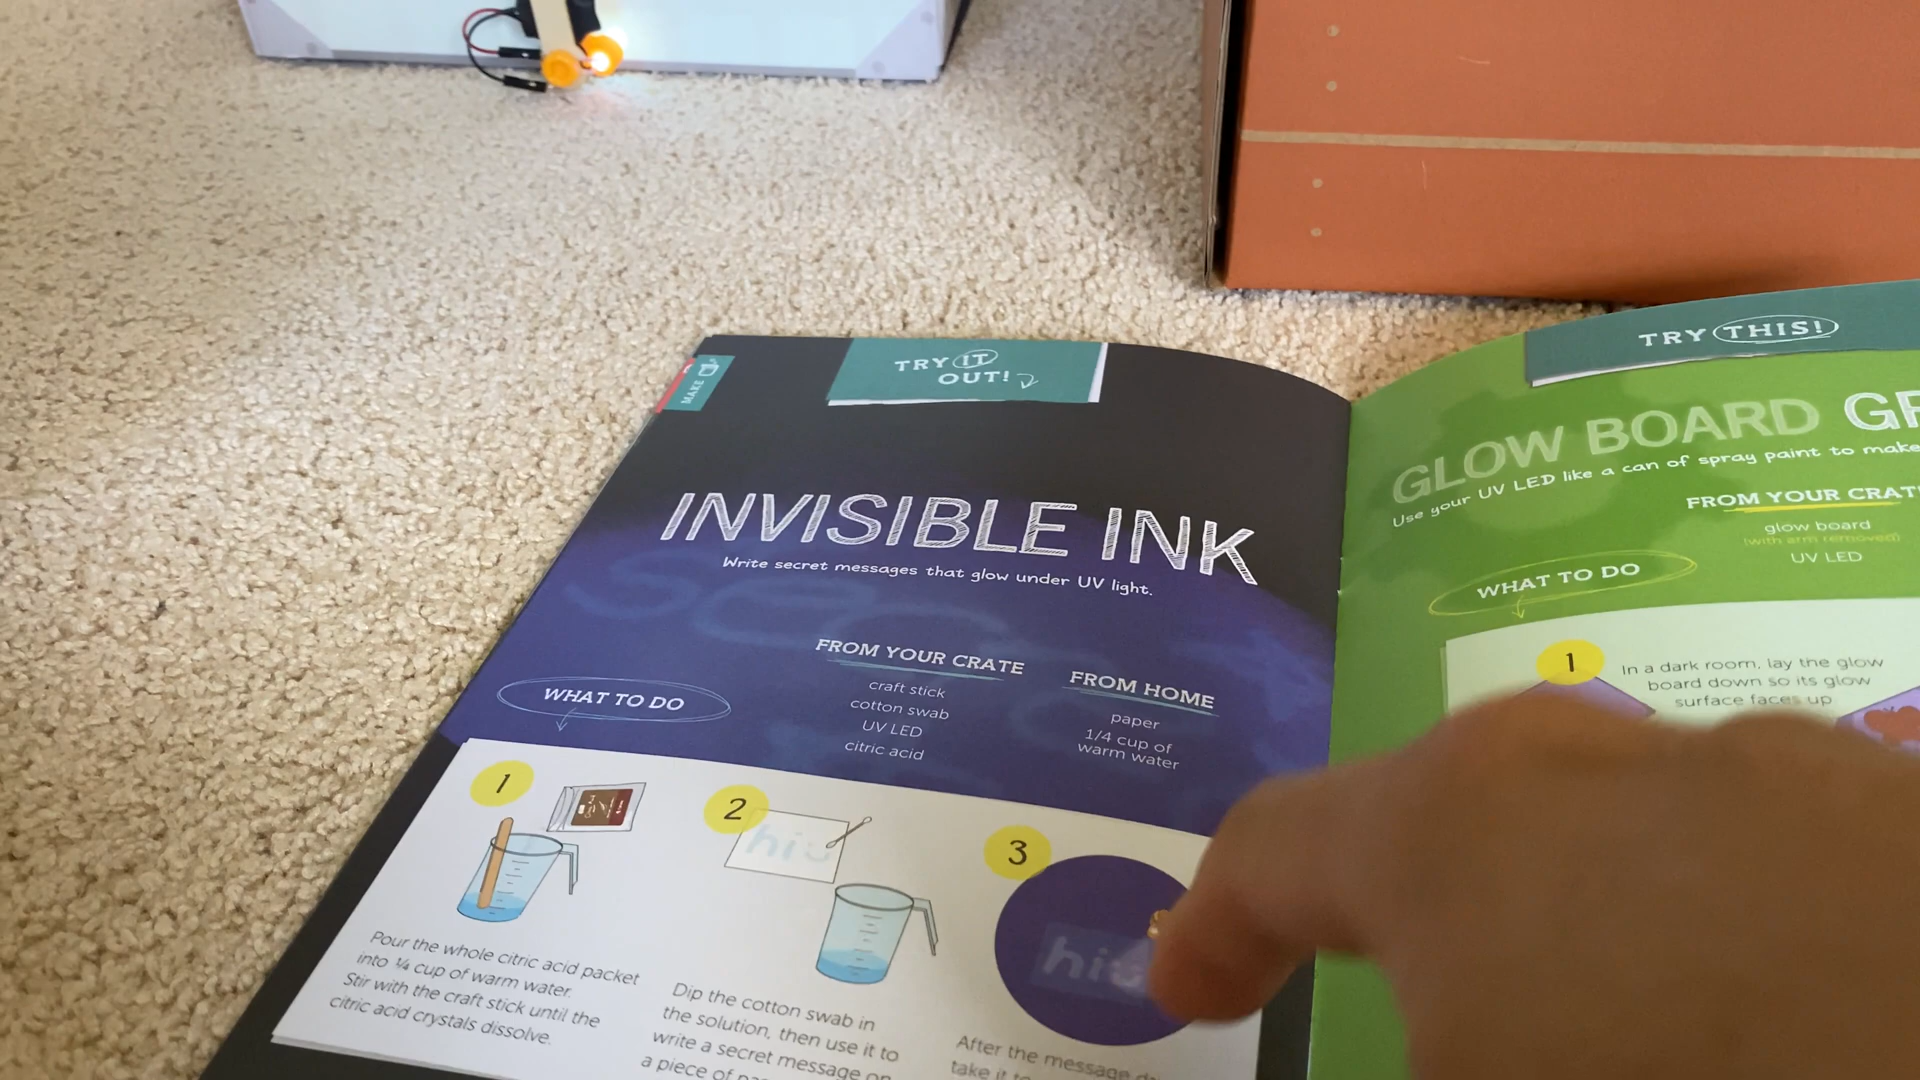 MAKE
TRY IT
OUT!
INVISIBLE INK
Write secret messages that glow under UV light.
FROM YOUR CRATE
craft stick
cotton swab
UV LED
citric acid
FROM HOME
paper
1/4 cup of
warm water
WHAT TO DO
1
Pour the whole citric acid packet
into ¼ cup of warm water.
Stir with the craft stick until the
citric acid crystals dissolve.
2
hi
Dip the cotton swab in
the solution, then use it to
write a secret message on
a piece of
3
hi
After the message
take it
TRY THIS!
GLOW BOARD
Use your UV LED like a can of spray paint to make
FROM YOUR CRATE
glow board
(with arm removed)
UV LED
WHAT TO DO
1
In a dark room, lay the glow
board down so its glow
surface faces up